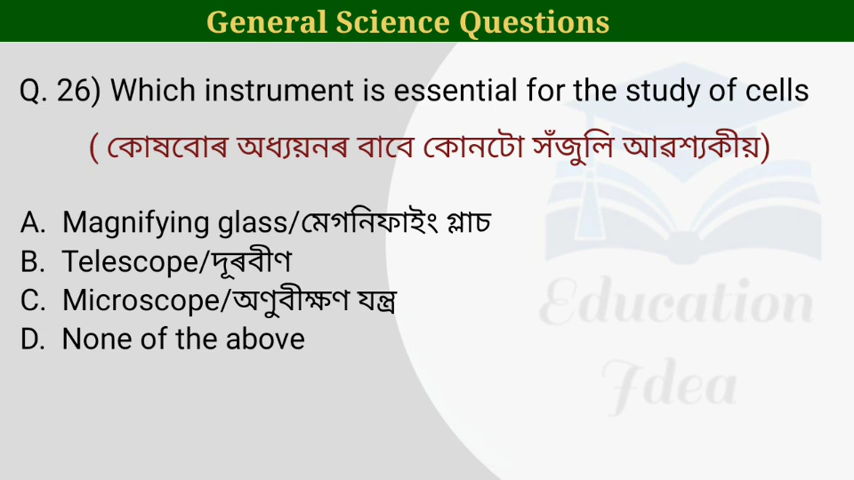 General Science Questions
Q. 26) Which instrument is essential for the study of cells
( কোষবোৰ অধ্যয়নৰ বাবে কোনটো সঁজুলি আৱশ্যকীয়)
A. Magnifying glass/মেগনিফাইং গ্লাচ
B. Telescope/দূৰবীণ
C. Microscope/অণুবীক্ষণ যন্ত্ৰ
D. None of the above
Education
Idea